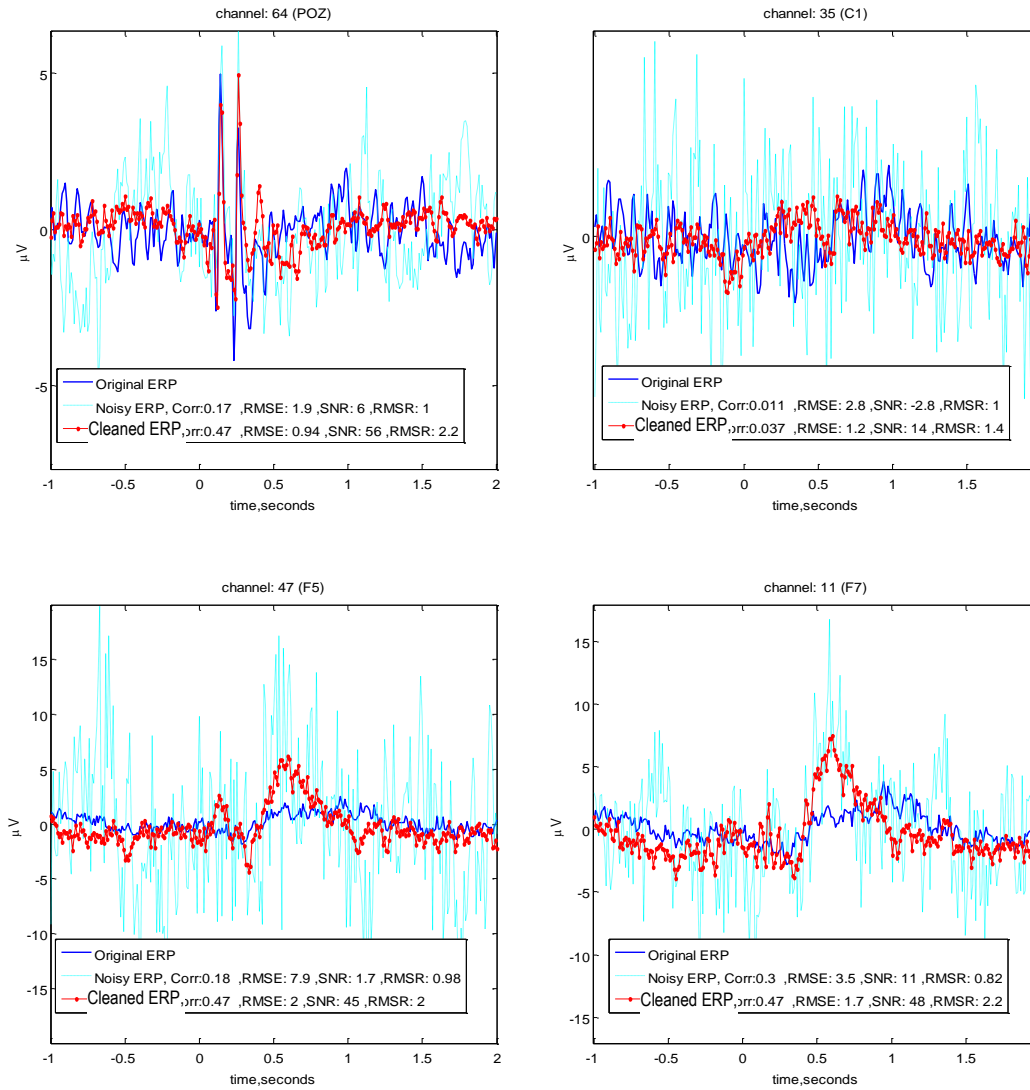 channel: 64 (POZ)
5
0
-5
μV
Original ERP
Noisy ERP, Corr:0.17 ,RMSE: 1.9 ,SNR: 6 ,RMSR: 1
Cleaned ERP, orr:0.47 ,RMSE: 0.94 ,SNR: 56 ,RMSR: 2.2
-1 -0.5 0 0.5 1 1.5 2
time,seconds
channel: 35 (C1)
0
μV
Original ERP
Noisy ERP, Corr:0.011 ,RMSE: 2.8 ,SNR: -2.8 ,RMSR: 1
Cleaned ERP, orr:0.037 ,RMSE: 1.2 ,SNR: 14 ,RMSR: 1.4
-1 -0.5 0 0.5 1 1.5
time,seconds
channel: 47 (F5)
15
10
5
0
-5
-10
-15
μV
Original ERP
Noisy ERP, Corr:0.18 ,RMSE: 7.9 ,SNR: 1.7 ,RMSR: 0.98
Cleaned ERP, orr:0.47 ,RMSE: 2 ,SNR: 45 ,RMSR: 2
-1 -0.5 0 0.5 1 1.5 2
time,seconds
channel: 11 (F7)
15
10
5
0
-5
-10
-15
μV
Original ERP
Noisy ERP, Corr:0.3 ,RMSE: 3.5 ,SNR: 11 ,RMSR: 0.82
Cleaned ERP, orr:0.47 ,RMSE: 1.7 ,SNR: 48 ,RMSR: 2.2
-1 -0.5 0 0.5 1 1.5
time,seconds